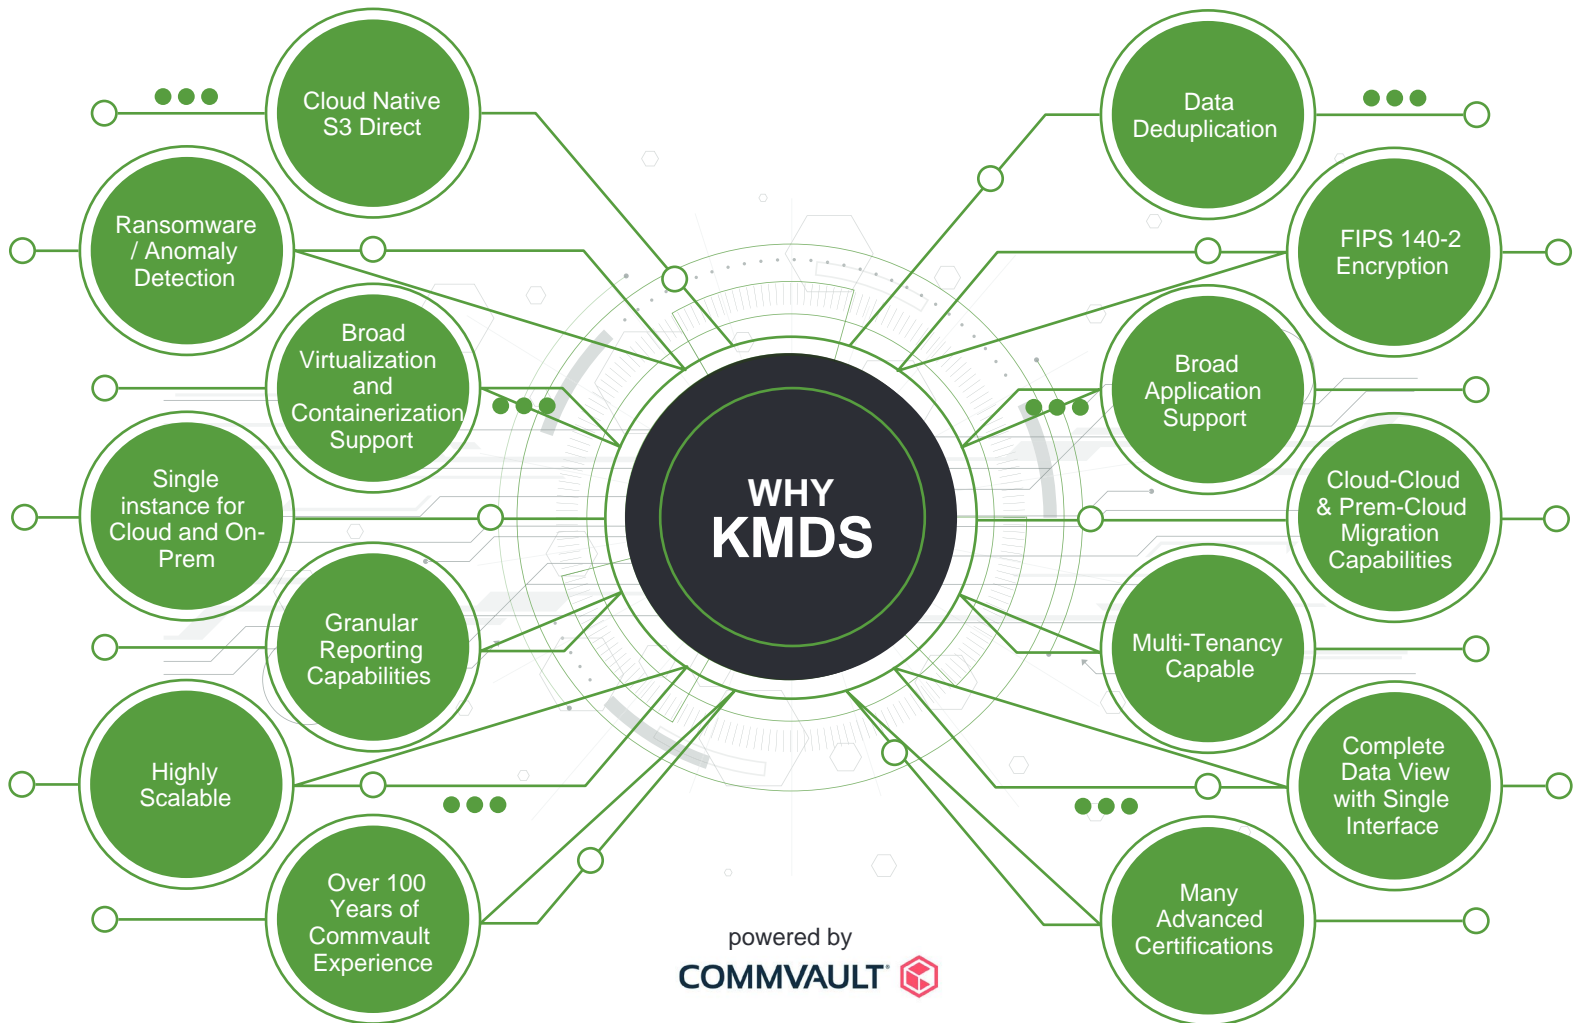 Cloud Native
S3 Direct
Ransomware
/ Anomaly
Detection
Broad
Virtualization
and
Containerization
Support
Single
instance for
Cloud and On-
Prem
Granular
Reporting
Capabilities
Highly
Scalable
Over 100
Years of
Commvault
Experience
WHY
KMDS
powered by
COMMVAULT®
Data
Deduplication
FIPS 140-2
Encryption
Broad
Application
Support
Cloud-Cloud
& Prem-Cloud
Migration
Capabilities
Multi-Tenancy
Capable
Complete
Data View
with Single
Interface
Many
Advanced
Certifications